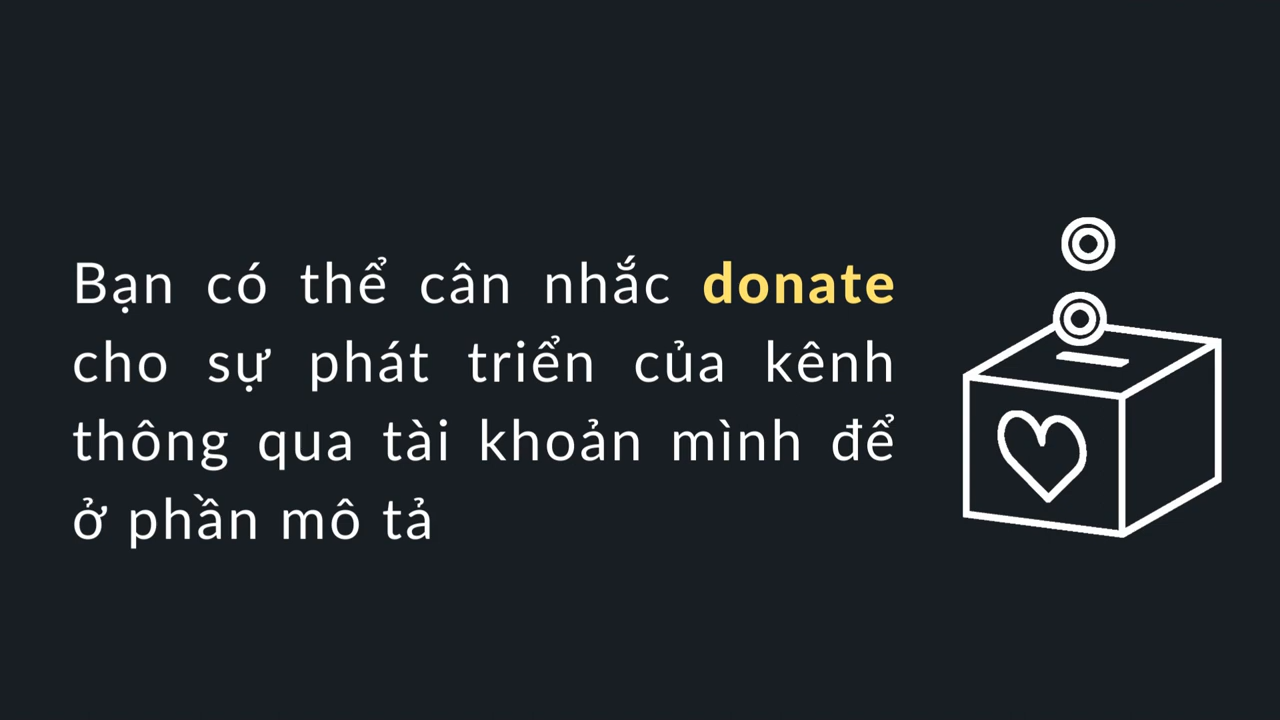 Bạn có thể cân nhắc donate
cho sự phát triển của kênh
thông qua tài khoản mình để
ở phần mô tả